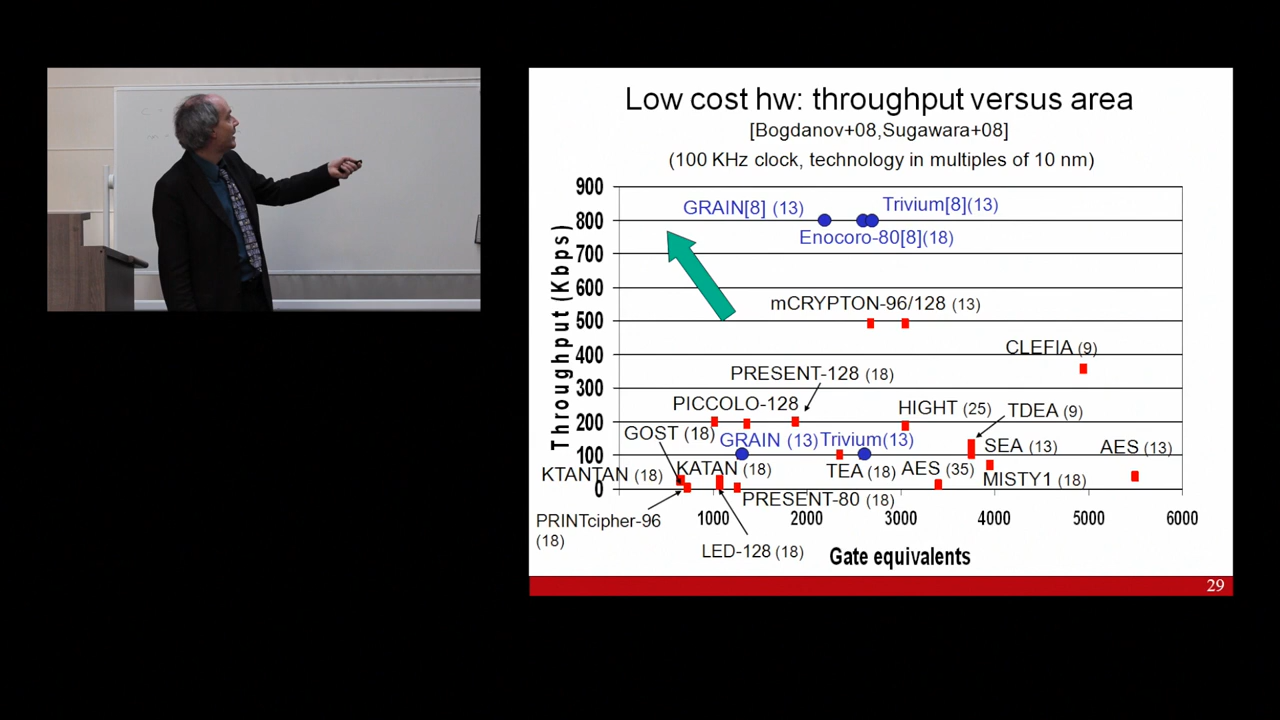 Low cost hw: throughput versus area
[Bogdanov+08,Sugawara+08]
(100 KHz clock, technology in multiples of 10 nm)
Throughput (Kbps)
900
800
700
600
500
400
300
200
100
0
GRAIN[8] (13)
Trivium[8](13)
Enocoro-80[8](18)
mCRYPTON-96/128 (13)
CLEFIA (9)
PRESENT-128 (18)
PICCOLO-128
HIGHT (25)
TDEA (9)
GOST (18)
GRAIN (13)
Trivium(13)
SEA (13)
AES (13)
KTANTAN (18)
KATAN (18)
TEA (18)
AES (35)
MISTY1 (18)
PRESENT-80 (18)
PRINTcipher-96
(18)
LED-128 (18)
1000 2000 3000 4000 5000 6000
Gate equivalents
29